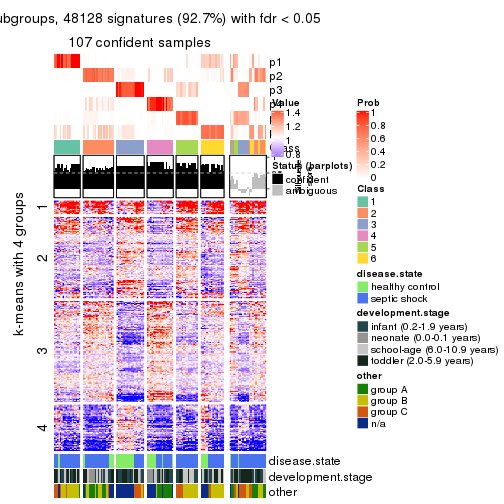 ubgroups, 48128 signatures (92.7%) with fdr < 0.05
107 confident samples
p1
p2
p3
Value
1.4
1.2
1
0.8
Status (barplots)
confident
ambiguous
Prob
1
0.8
0.6
0.4
0.2
0
Class
1
2
3
4
5
6
disease.state
healthy control
septic shock
development.stage
infant (0.2-1.9 years)
neonate (0.0-0.1 years)
school-age (6.0-10.9 years)
toddler (2.0-5.9 years)
other
group A
group B
group C
n/a
k-means with 4 groups
1
2
3
4
disease.state
development.stage
other